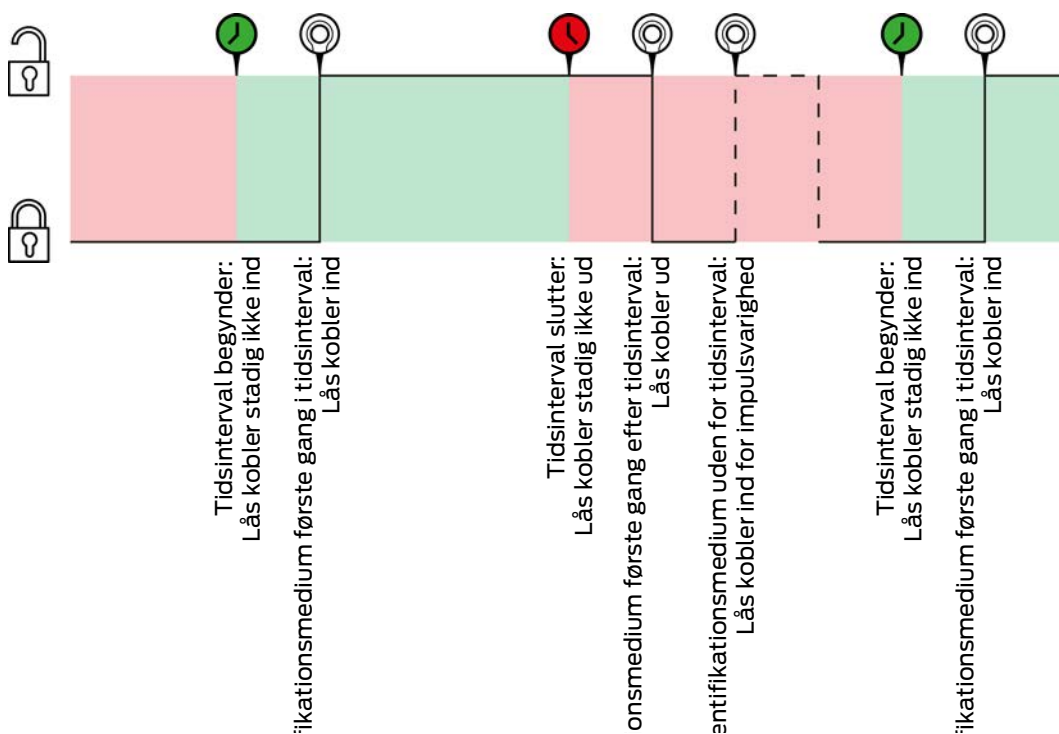 Tidsinterval begynder:
Lås kobler stadig ikke ind
fikationsmedium første gang i tidsinterval:
Lås kobler ind
Tidsinterval slutter:
Lås kobler stadig ikke ud
onsmedium første gang efter tidsinterval:
Lås kobler ud
entifikationsmedium uden for tidsinterval:
Lås kobler ind for impulsvarighed
Tidsinterval begynder:
Lås kobler stadig ikke ind
fikationsmedium første gang i tidsinterval:
Lås kobler ind